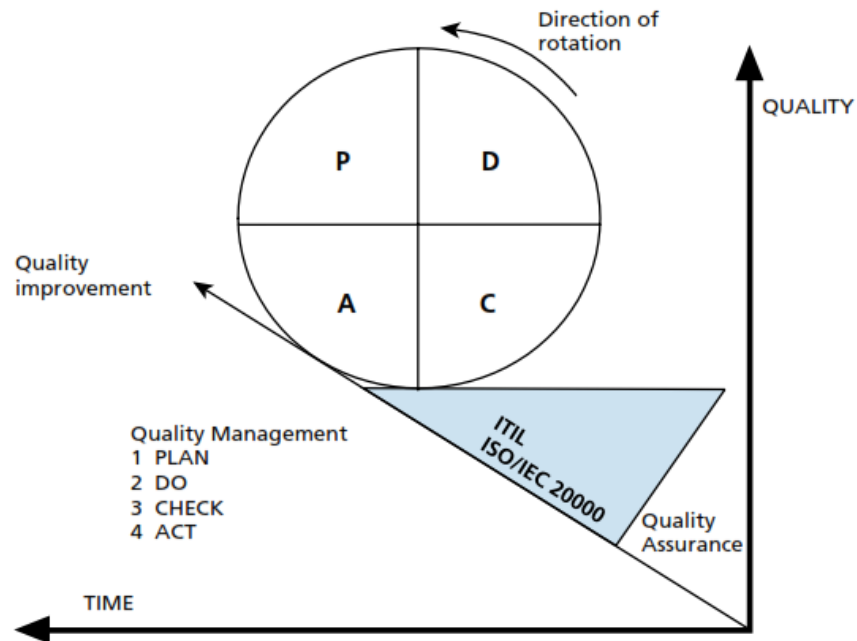 Direction of
rotation
QUALITY
P
D
Quality
improvement
A
C
ITIL
ISO/IEC 20000
Quality Management
1 PLAN
2 DO
3 CHECK
4 ACT
Quality
Assurance
TIME